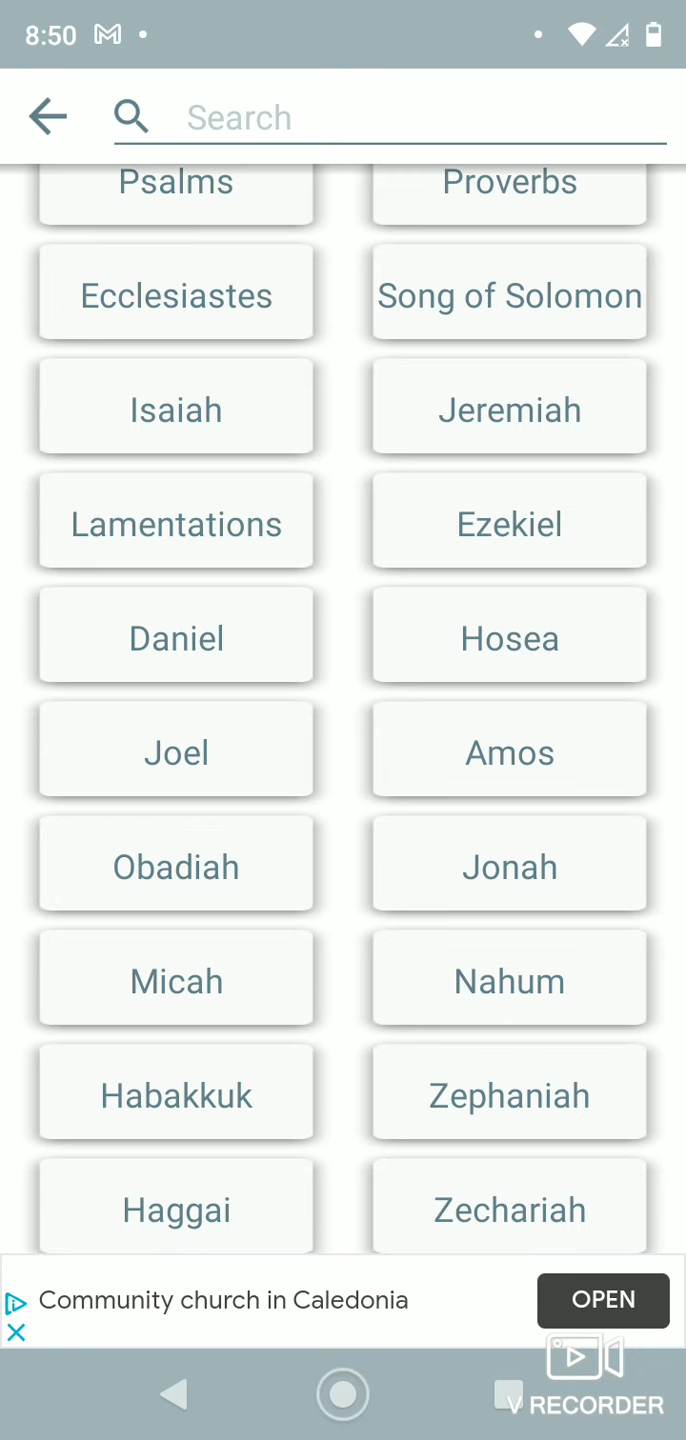 8:50
Search
Psalms
Proverbs
Ecclesiastes
Song of Solomon
Isaiah
Jeremiah
Lamentations
Ezekiel
Daniel
Hosea
Joel
Amos
Obadiah
Jonah
Micah
Nahum
Habakkuk
Zephaniah
Haggai
Zechariah
Community church in Caledonia
OPEN
V RECORDER